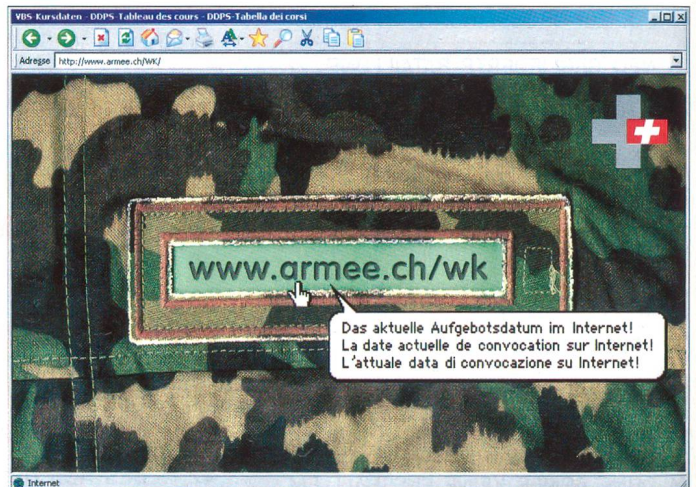 VBS Kursdaten - DDPS-Tableau des cours - DDPS-Tabella dei corsi
Adresse http://www.armee.ch/WK/
www.armee.ch/wk
Das aktuelle Aufgebotsdatum im Internet!
La date actuelle de convocation sur Internet!
L'attuale data di convocazione su Internet!
Internet